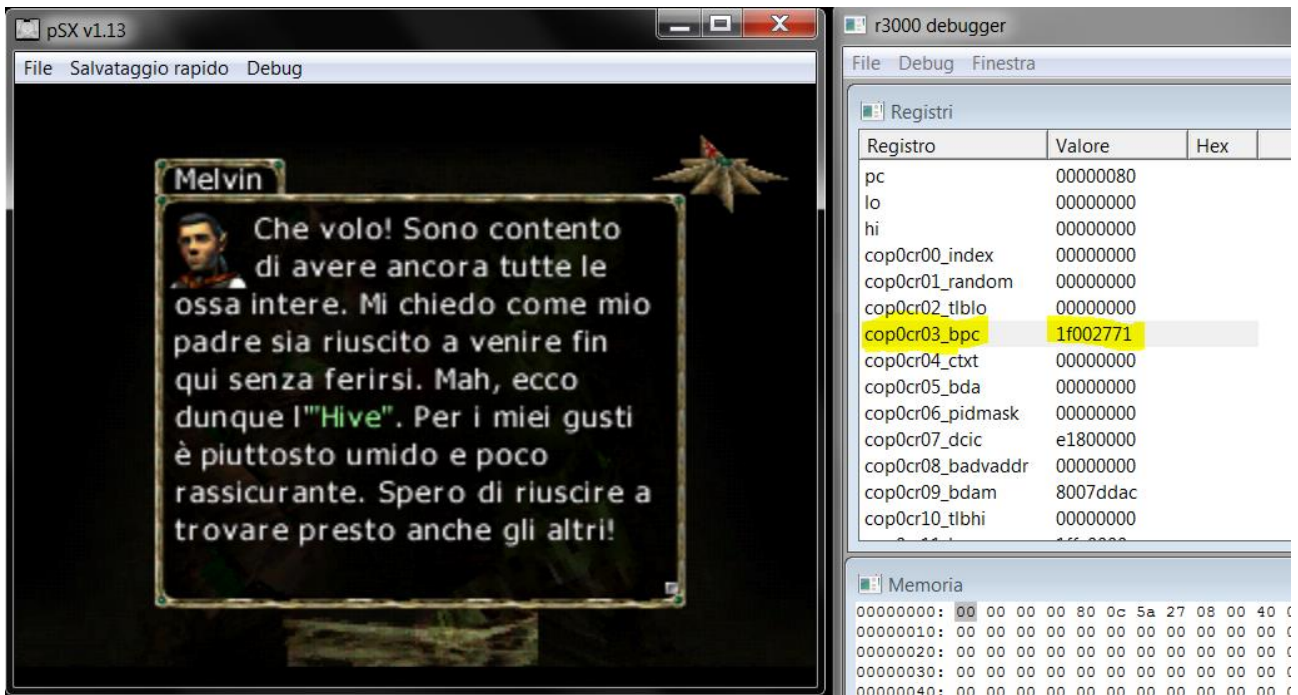 pSX v1.13
File Salvataggio rapido Debug
Melvin
Che volo! Sono contento
di avere ancora tutte le
ossa intere. Mi chiedo come mio
padre sia riuscito a venire fin
qui senza ferirsi. Mah, ecco
dunque l'"Hive". Per i miei gusti
è piuttosto umido e poco
rassicurante. Spero di riuscire a
trovare presto anche gli altri!
r3000 debugger
File Debug Finestra
Registri
Registro Valore Hex
pc 00000080
lo 00000000
hi 00000000
cop0cr00_index 00000000
cop0cr01_random 00000000
cop0cr02_tlblo 00000000
cop0cr03_bpc 1f002771
cop0cr04_ctxt 00000000
cop0cr05_bda 00000000
cop0cr06_pidmask 00000000
cop0cr07_dcic e1800000
cop0cr08_badvaddr 00000000
cop0cr09_bdam 8007ddac
cop0cr10_tlbhi 00000000
Memoria
00000000: 00 00 00 00 80 0c 5a 27 08 00 40
00000010: 00 00 00 00 00 00 00 00 00 00 00
00000020: 00 00 00 00 00 00 00 00 00 00 00
00000030: 00 00 00 00 00 00 00 00 00 00 00
00000040: 00 00 00 00 00 00 00 00 00 00 00